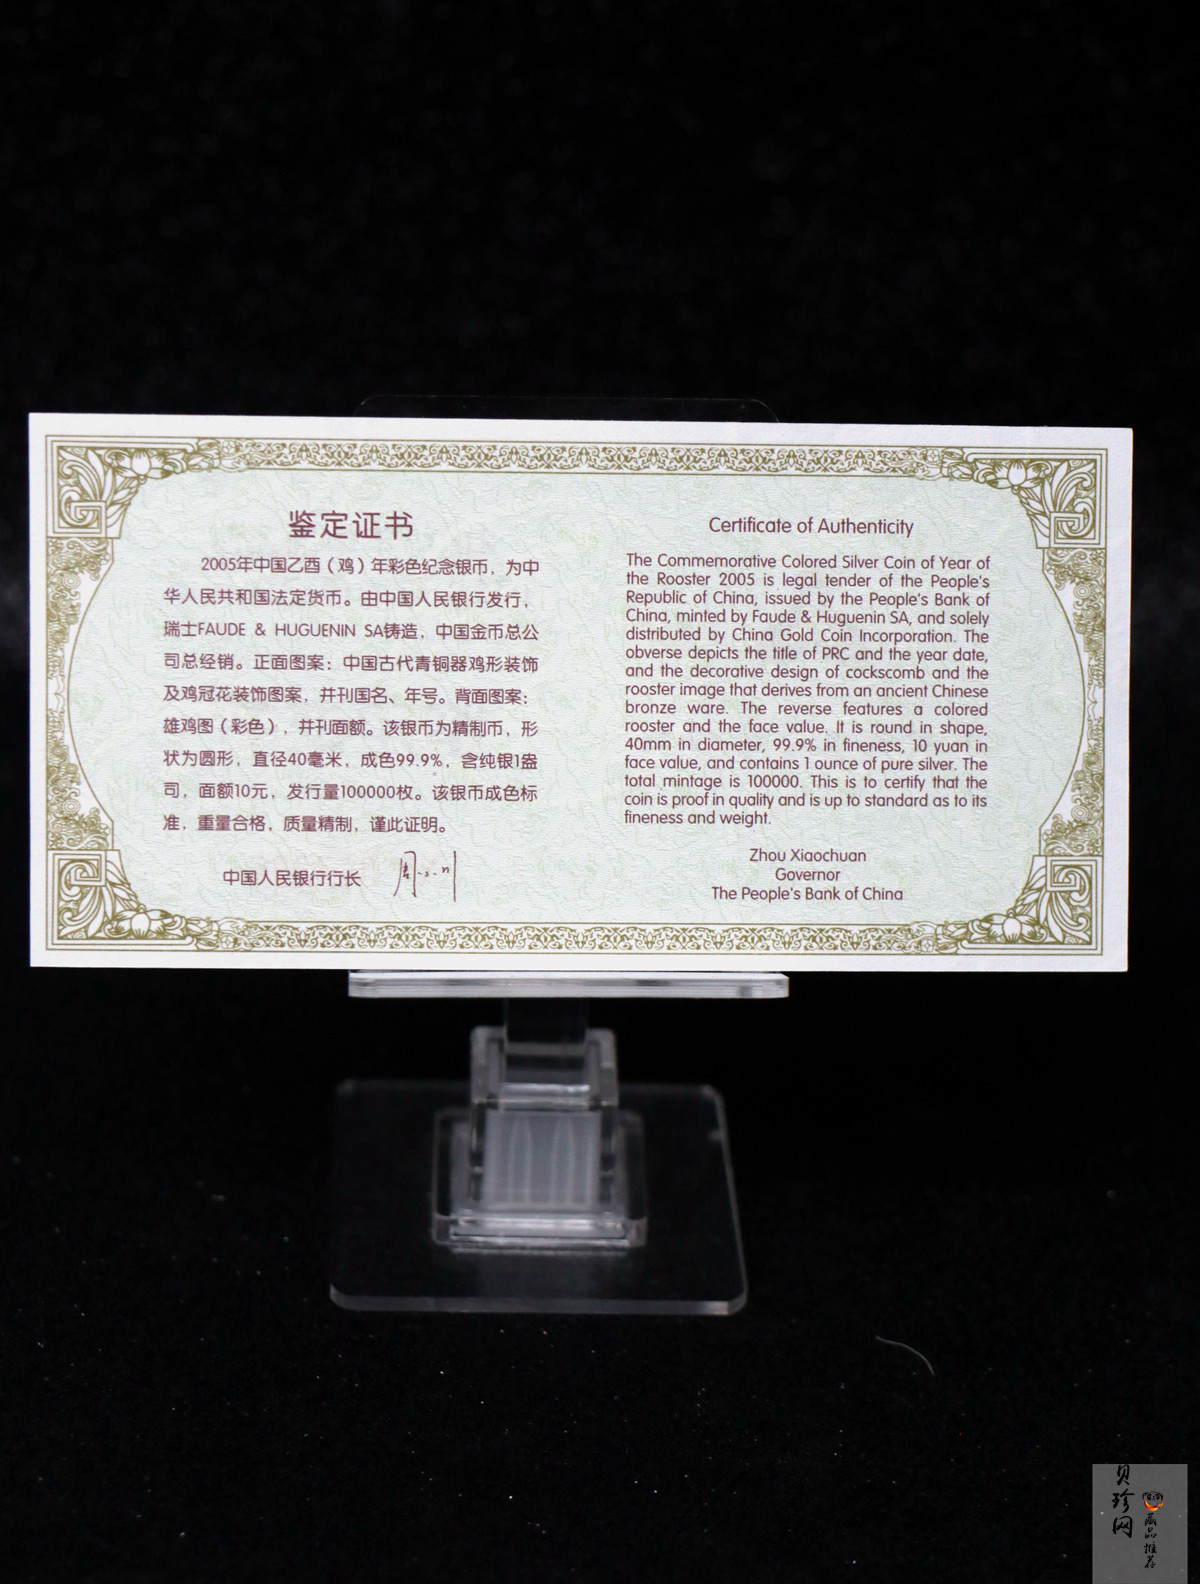 鉴定证书
2005年中国乙酉（鸡）年彩色纪念银币，为中
华人民共和国法定货币。由中国人民银行发行，
瑞士FAUDE & HUGUENIN SA铸造，中国金币总公
司总经销。正面图案：中国古代青铜器鸡形装饰
及鸡冠花装饰图案，并刊国名、年号。背面图案：
雄鸡图（彩色），并刊面额。该银币为精制币，形
状为圆形，直径40毫米，成色99.9%，含纯银1盎
司，面额10元，发行量100000枚。该银币成色标
准，重量合格，质量精制，谨此证明。
中国人民银行行长
Certificate of Authenticity
The Commemorative Colored Silver Coin of Year of
the Rooster 2005 is legal tender of the People's
Republic of China, issued by the People's Bank of
China, minted by Faude & Huguenin SA, and solely
distributed by China Gold Coin Incorporation. The
obverse depicts the title of PRC and the year date,
and the decorative design of cockscomb and the
rooster image that derives from an ancient Chinese
bronze ware. The reverse features a colored
rooster and the face value. It is round in shape,
40mm in diameter, 99.9% in fineness, 10 yuan in
face value, and contains 1 ounce of pure silver. The
total mintage is 100000. This is to certify that the
coin is proof in quality and is up to standard as to its
fineness and weight.
Zhou Xiaochuan
Governor
The People's Bank of China
贝珍网
藏品推荐